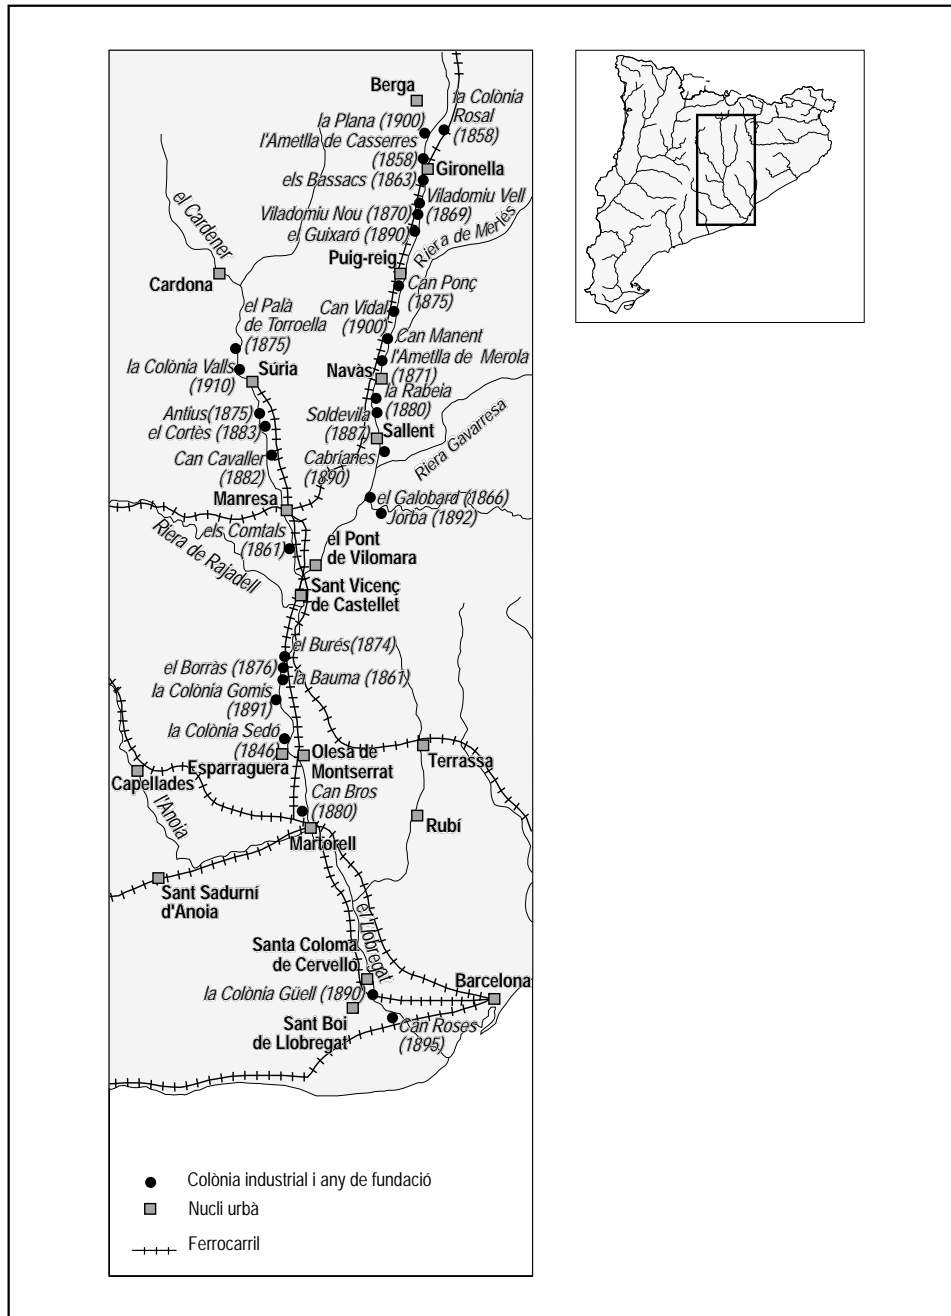 Berga
la Colònia
Rosal
(1858)
la Plana (1900)
l'Ametlla de Casserres
(1858)
Gironella
els Bassacs (1863)
Viladomiu Vell
(1869)
Viladomiu Nou (1870)
el Guixaró (1890)
Riera de Merlés
el Cardener
Puig-reig
Cardona
Can Ponç
(1875)
el Palà
de Torroella
(1875)
Can Vidal
(1900)
Can Manent
l'Ametlla de Merola
(1871)
la Colònia Valls
(1910)
Súria
Navàs
la Rabeia
(1880)
Antius(1875)
el Cortès (1883)
Soldevila
(1887)
Sallent
Riera Gavarresa
Can Cavaller
(1882)
Cabrianes
(1890)
Manresa
el Galobard (1866)
Jorba (1892)
els Comtals
(1861)
Riera de Rajadell
el Pont
de Vilomara
Sant Vicenç
de Castellet
el Burés(1874)
el Borràs (1876)
la Bauma (1861)
la Colònia Gomis
(1891)
la Colònia Sedó
(1846)
Esparraguera
Olesa de
Montserrat
Terrassa
Capellades
l'Anoia
Can Bros
(1880)
Rubí
Martorell
Sant Sadurní
d'Anoia
el Llobregat
Santa Coloma
de Cervelló
Barcelona
la Colònia Güell (1890)
Sant Boi
de Llobregat
Can Roses
(1895)
Colònia industrial i any de fundació
Nucli urbà
Ferrocarril